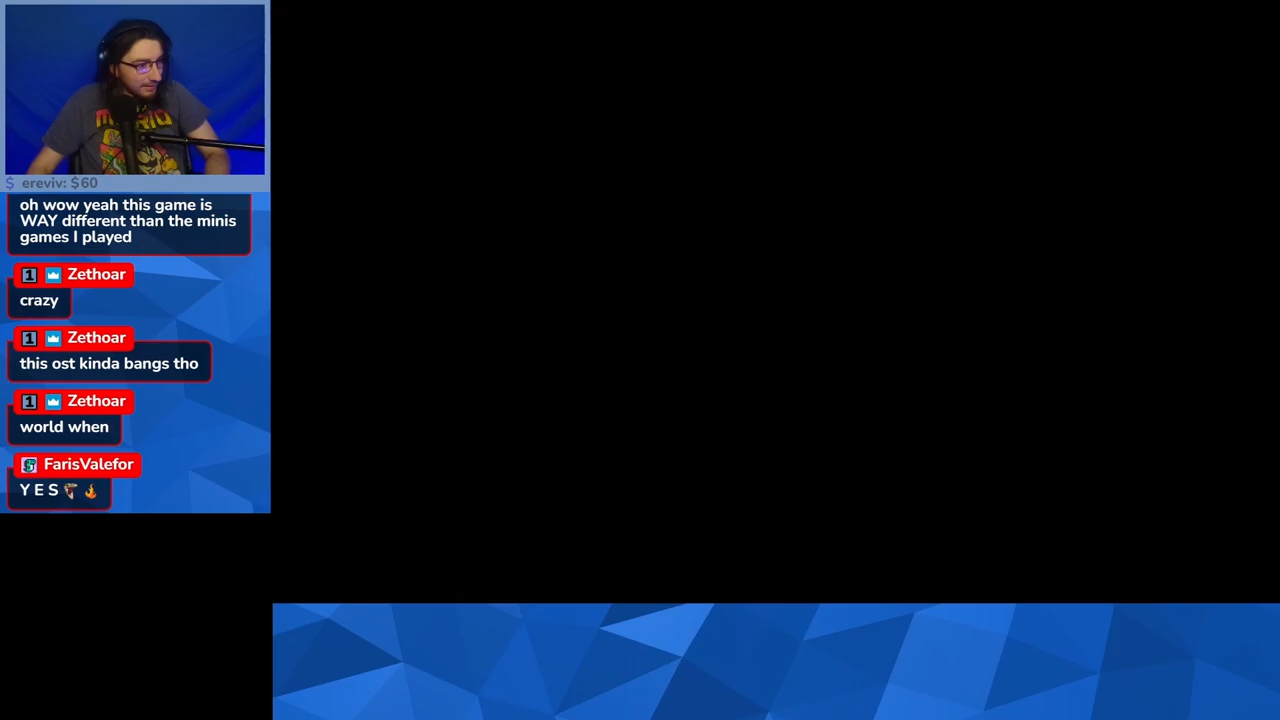 MARIO
$ ereviv: $60
oh wow yeah this game is
WAY different than the minis
games I played
1 Zethoar
crazy
1 Zethoar
this ost kinda bangs tho
1 Zethoar
world when
FarisValefor
Y E S